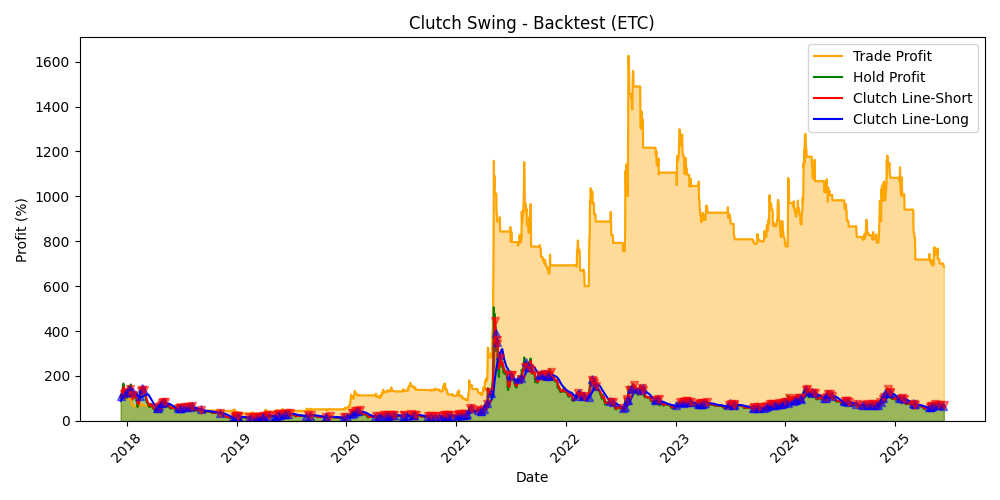 Clutch Swing - Backtest (ETC)
Trade Profit
Hold Profit
Clutch Line-Short
Clutch Line-Long
Profit (%)
1600
1400
1200
1000
800
600
400
200
0
2018
2019
2020
2021
2022
2023
2024
2025
Date